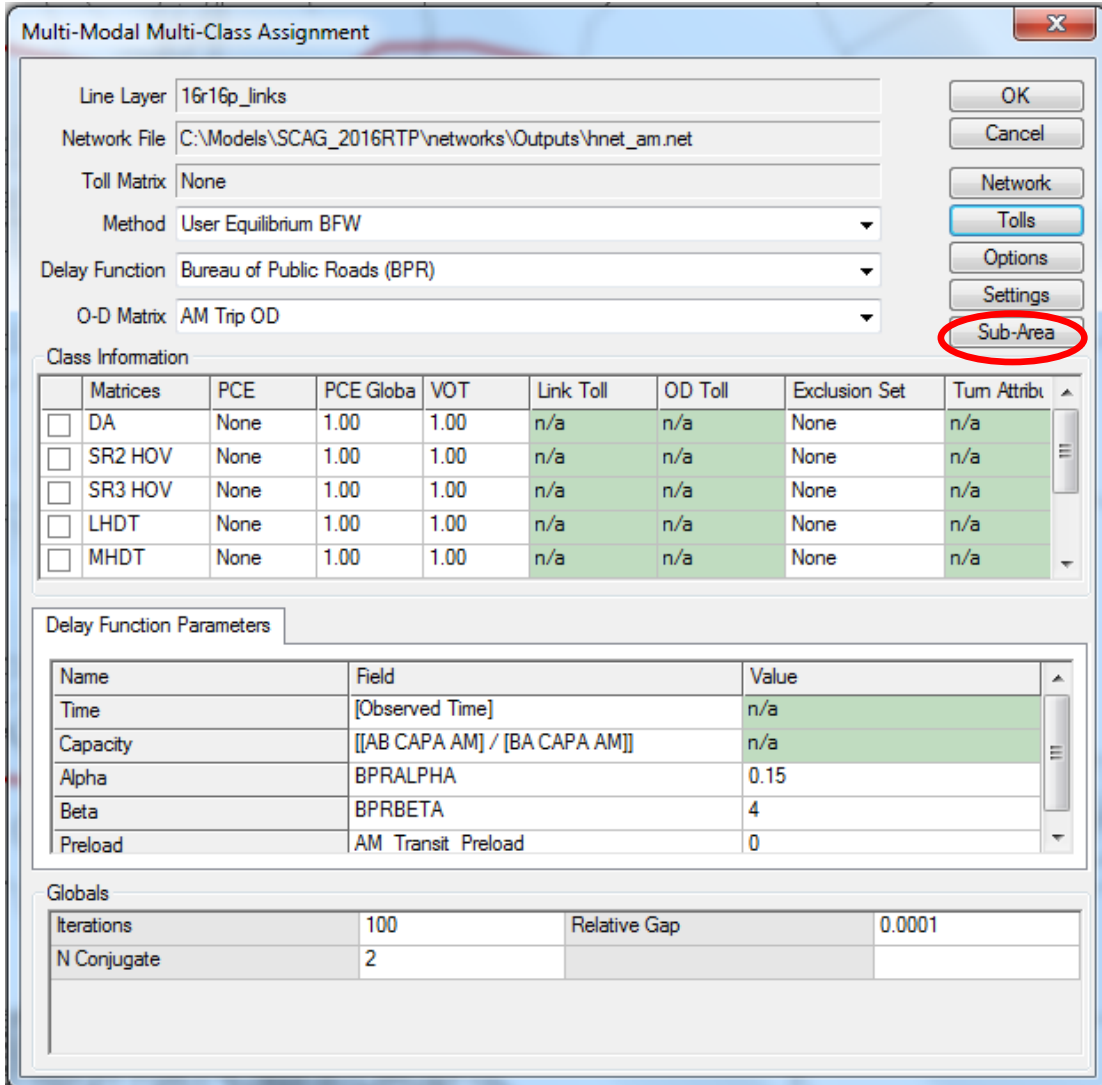 Multi-Modal Multi-Class Assignment
Line Layer 16r16p_links OK
Network File C:\Models\SCAG_2016RTP\networks\Outputs\hnet_am.net Cancel
Toll Matrix None Network
Method User Equilibrium BFW Tolls
Delay Function Bureau of Public Roads (BPR) Options
Settings
O-D Matrix AM Trip OD Sub-Area
Class Information
Matrices PCE PCE Globa VOT Link Toll OD Toll Exclusion Set Turn Attribu
DA None 1.00 1.00 n/a n/a None n/a
SR2 HOV None 1.00 1.00 n/a n/a None n/a
SR3 HOV None 1.00 1.00 n/a n/a None n/a
LHDT None 1.00 1.00 n/a n/a None n/a
MHDT None 1.00 1.00 n/a n/a None n/a
Delay Function Parameters
Name Field Value
Time [Observed Time] n/a
Capacity [[AB CAPA AM] / [BA CAPA AM]] n/a
Alpha BPRALPHA 0.15
Beta BPRBETA 4
Preload AM_Transit_Preload 0
Globals
Iterations 100 Relative Gap 0.0001
N Conjugate 2